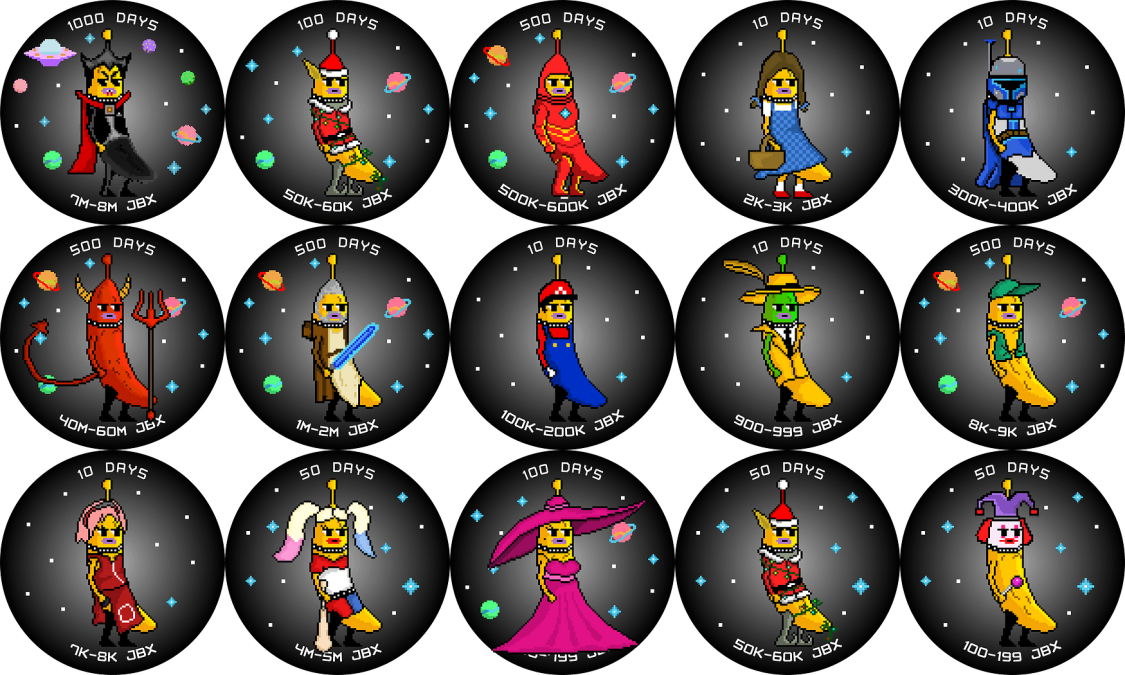 1000 DAYS
7M-8M JBX
100 DAYS
50K-60K JBX
500 DAYS
500K-600K JBX
10 DAYS
2K-3K JBX
10 DAYS
300K-400K JBX
500 DAYS
40M-60M JBX
500 DAYS
1M-2M JBX
10 DAYS
100K-200K JBX
10 DAYS
900-999 JBX
500 DAYS
8K-9K JBX
10 DAYS
7K-8K JBX
50 DAYS
4M-5M JBX
100 DAYS
50 DAYS
50K-60K JBX
50 DAYS
100-199 JBX